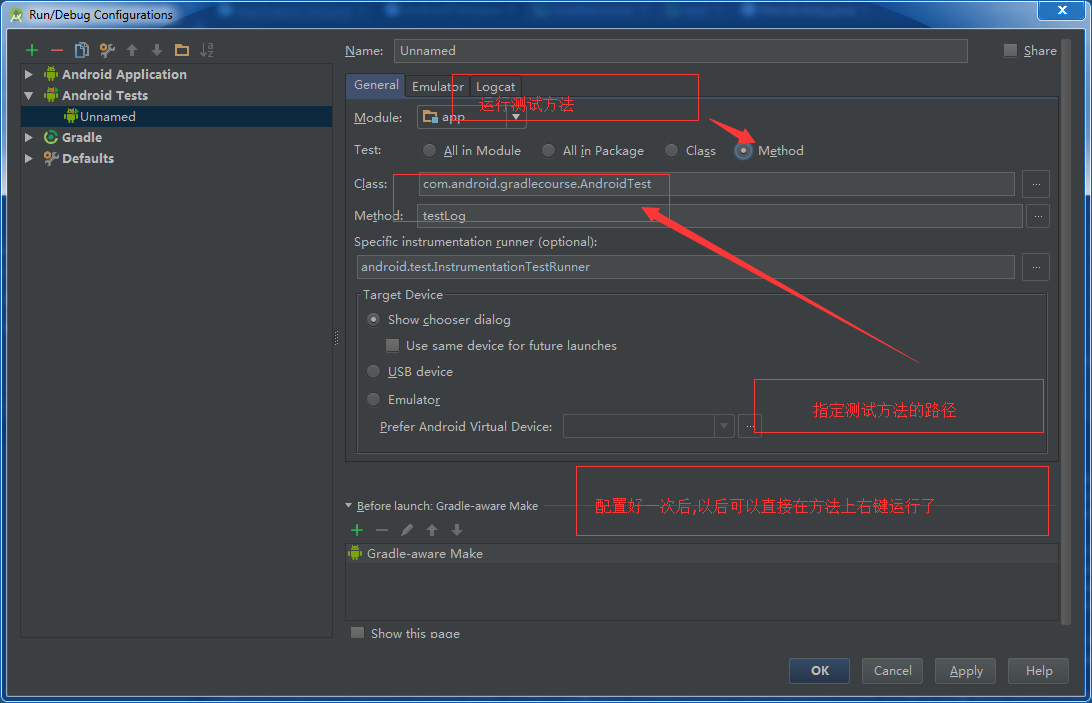 Run/Debug Configurations
Name: Unnamed Share
Android Application
Android Tests
Unnamed
Gradle
Defaults
General Emulator Logcat
运行测试方法
Module: app
Test: All in Module All in Package Class Method
Class: com.android.gradlecourse.AndroidTest ...
Method: testLog ...
Specific instrumentation runner (optional):
android.test.InstrumentationTestRunner ...
Target Device
Show chooser dialog
Use same device for future launches
USB device
Emulator
指定测试方法的路径
Prefer Android Virtual Device: ...
Before launch: Gradle-aware Make
配置好一次后,以后可以直接在方法上右键运行了
Gradle-aware Make
Show this page
OK Cancel Apply Help